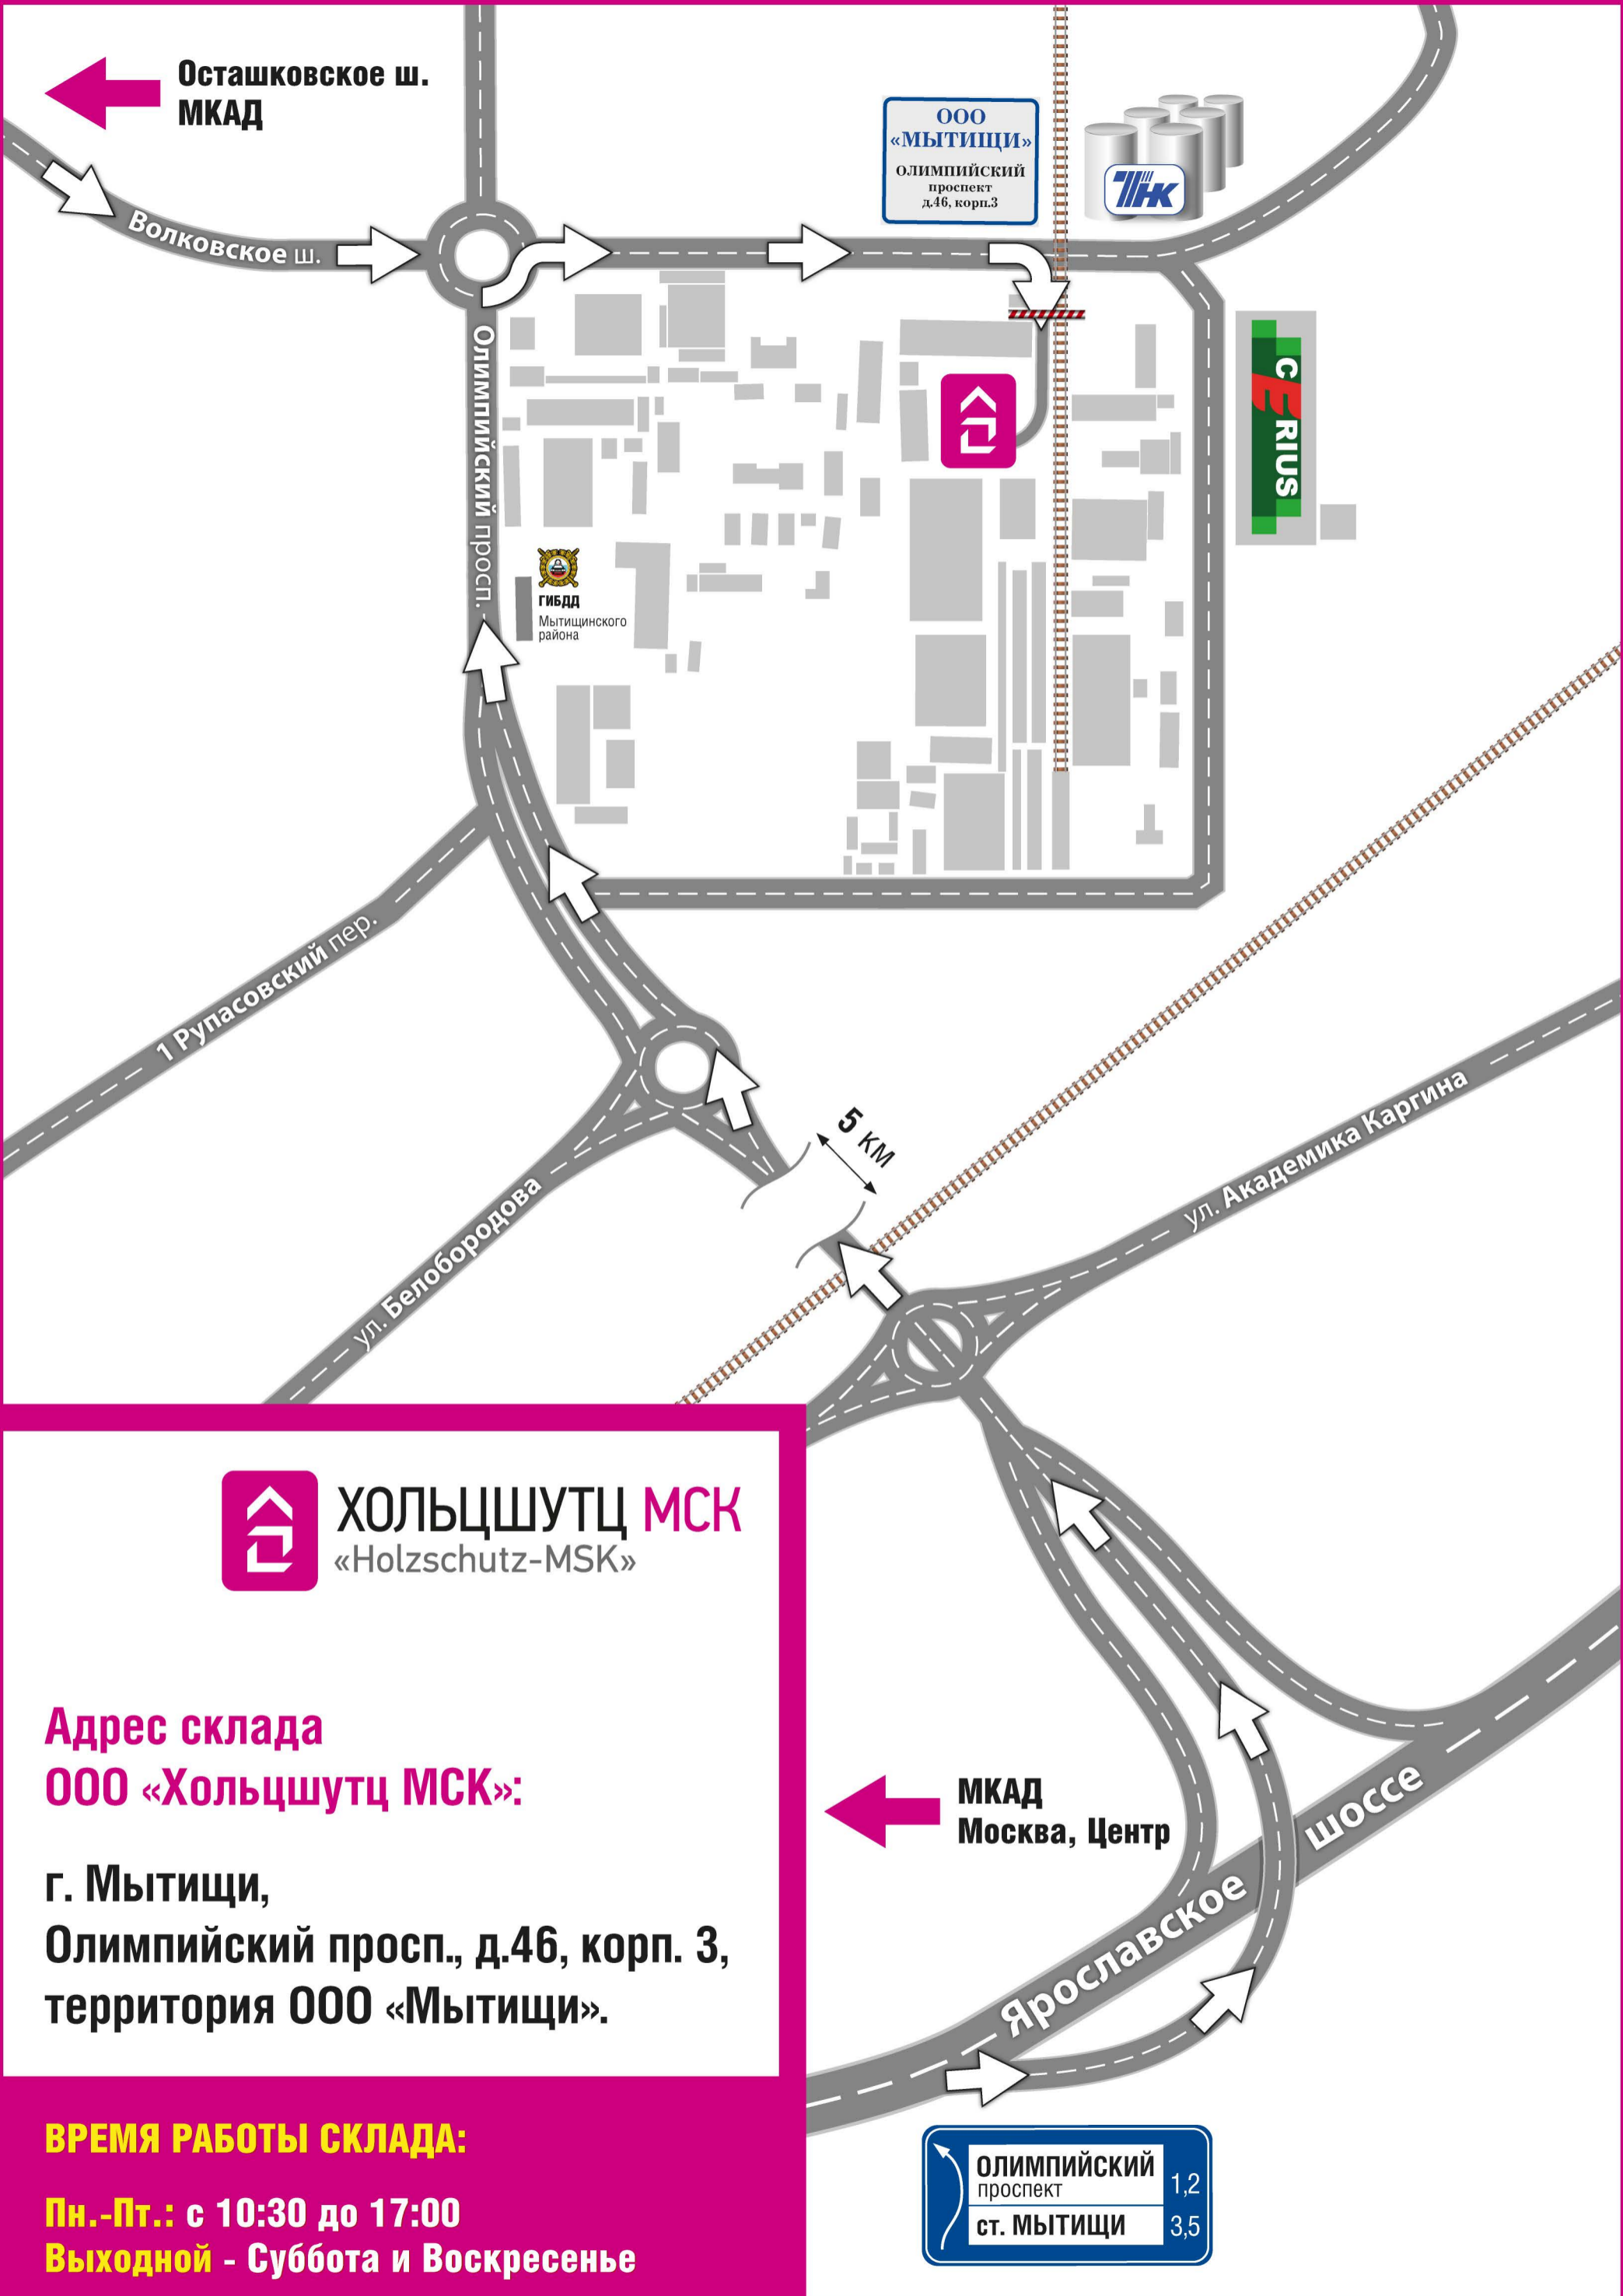 Осташковское ш.
МКАД
ООО
«МЫТИЩИ»
ОЛИМПИЙСКИЙ
проспект
д.46, корп.3
ТНК
Волковское ш.
Олимпийский просп.
CERIUS
ГИБДД
Мытищинского
района
1 Рупасовский пер.
5 км
ул. Академика Каргина
ул. Белобородова
ХОЛЬЦШУТЦ МСК
«Holzschutz-MSK»
Адрес склада
ООО «Хольцшутц МСК»:
г. Мытищи,
Олимпийский просп., д.46, корп. 3,
территория ООО «Мытищи».
МКАД
Москва, Центр
Ярославское шоссе
ВРЕМЯ РАБОТЫ СКЛАДА:
Пн.-Пт.: с 10:30 до 17:00
Выходной - Суббота и Воскресенье
ОЛИМПИЙСКИЙ
проспект 1,2
ст. МЫТИЩИ 3,5